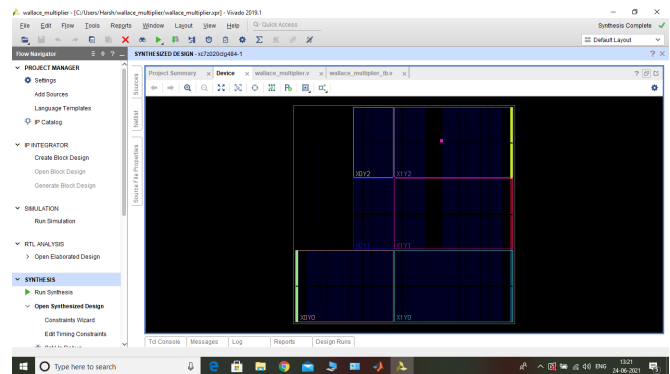 wallace_multiplier - [C:/Users/Harsh/wallace_multiplier/wallace_multiplier.xpr] - Vivado 2019.1
File Edit Flow Tools Reports Window Layout View Help Q- Quick Access Synthesis Complete
Default Layout
Flow Navigator SYNTHESIZED DESIGN - xc7z020clg484-1
PROJECT MANAGER
Settings
Add Sources
Language Templates
IP Catalog
IP INTEGRATOR
Create Block Design
Open Block Design
Generate Block Design
SIMULATION
Run Simulation
RTL ANALYSIS
Open Elaborated Design
SYNTHESIS
Run Synthesis
Open Synthesized Design
Constraints Wizard
Edit Timing Constraints
Sources
Netlist
Source File Properties
Project Summary Device wallace_multiplier.v wallace_multiplier_tb.v
X0Y2 X1Y2
X0Y1 X1Y1
X0Y0 X1Y0
Tcl Console Messages Log Reports Design Runs
Type here to search
ENG
13:21
24-06-2021